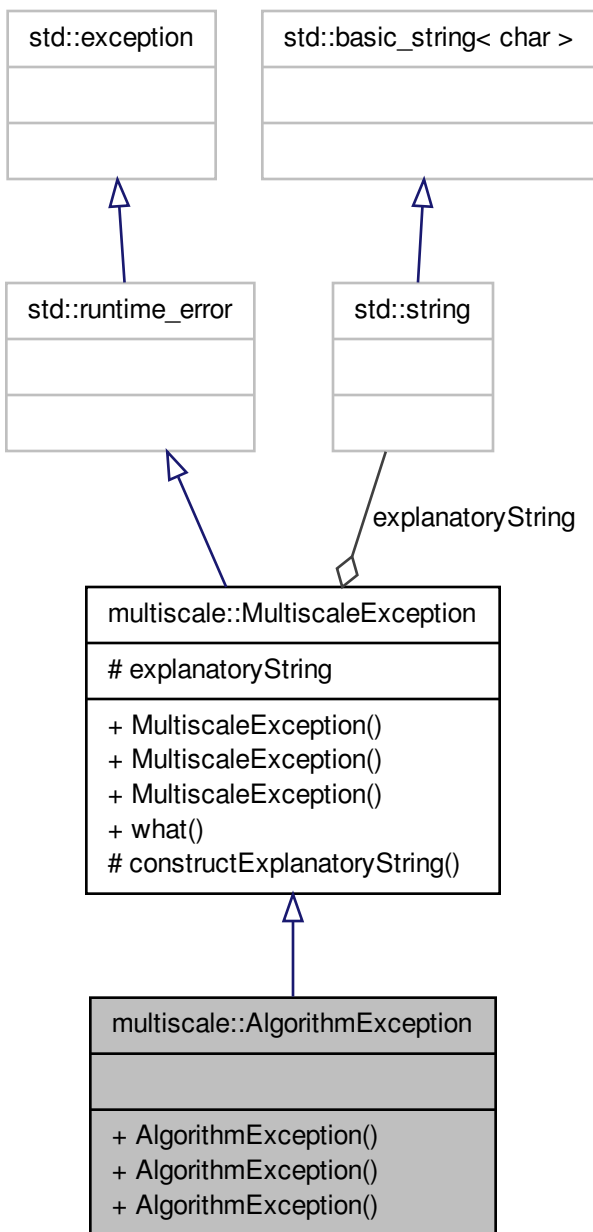 std::exception
std::basic_string< char >
std::runtime_error
std::string
explanatoryString
multiscale::MultiscaleException
# explanatoryString
+ MultiscaleException()
+ MultiscaleException()
+ MultiscaleException()
+ what()
# constructExplanatoryString()
multiscale::AlgorithmException
+ AlgorithmException()
+ AlgorithmException()
+ AlgorithmException()